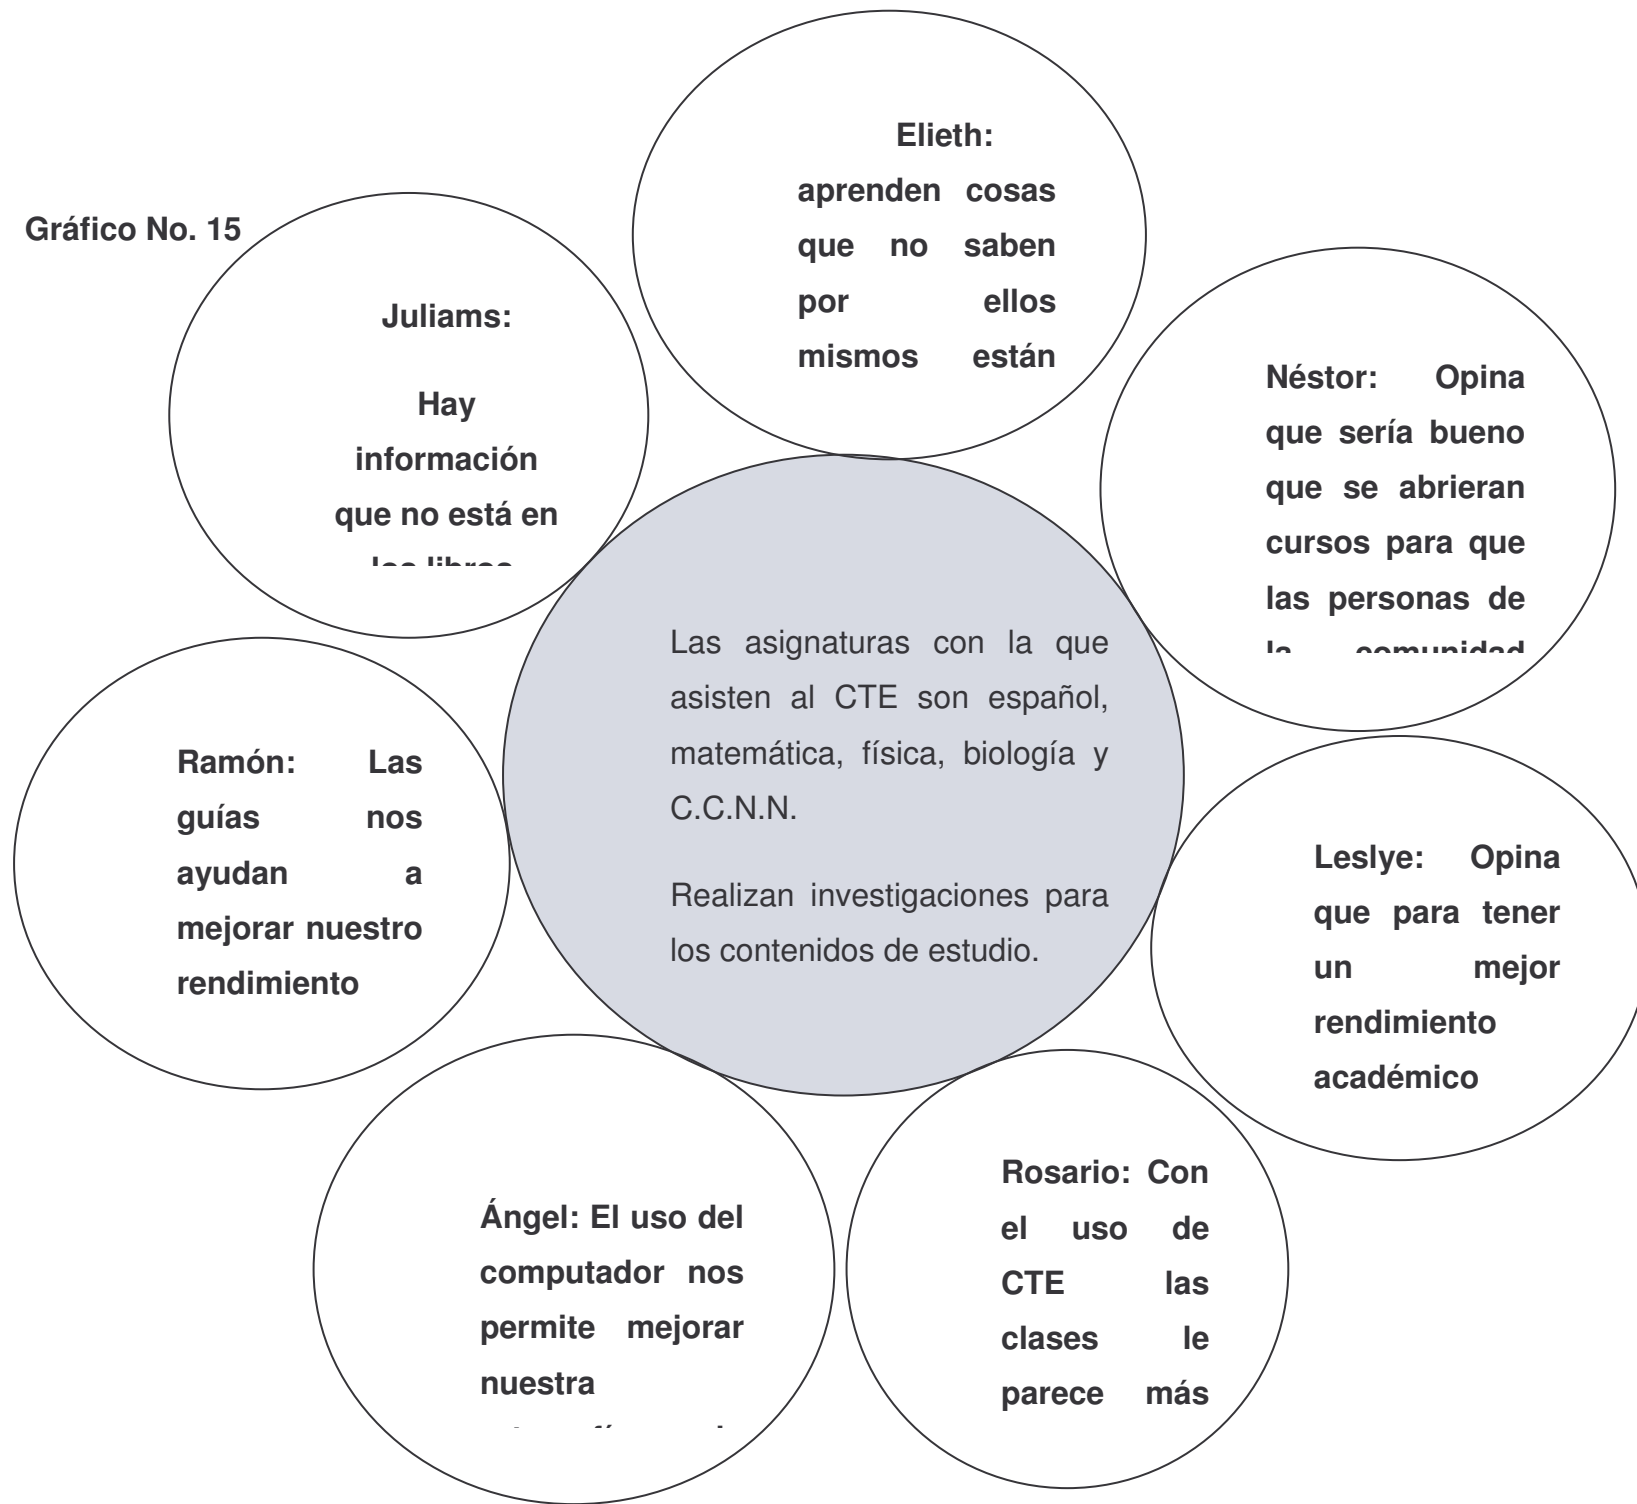 Gráfico No. 15
Elieth:
aprenden cosas
que no saben
por ellos
mismos están
Juliams:
Hay
información
que no está en
los libros
Néstor: Opina
que sería bueno
que se abrieran
cursos para que
las personas de
la comunidad
Las asignaturas con la que
asisten al CTE son español,
matemática, física, biología y
C.C.N.N.
Realizan investigaciones para
los contenidos de estudio.
Ramón: Las
guías nos
ayudan a
mejorar nuestro
rendimiento
Leslye: Opina
que para tener
un mejor
rendimiento
académico
Ángel: El uso del
computador nos
permite mejorar
nuestra
Rosario: Con
el uso de
CTE las
clases le
parece más